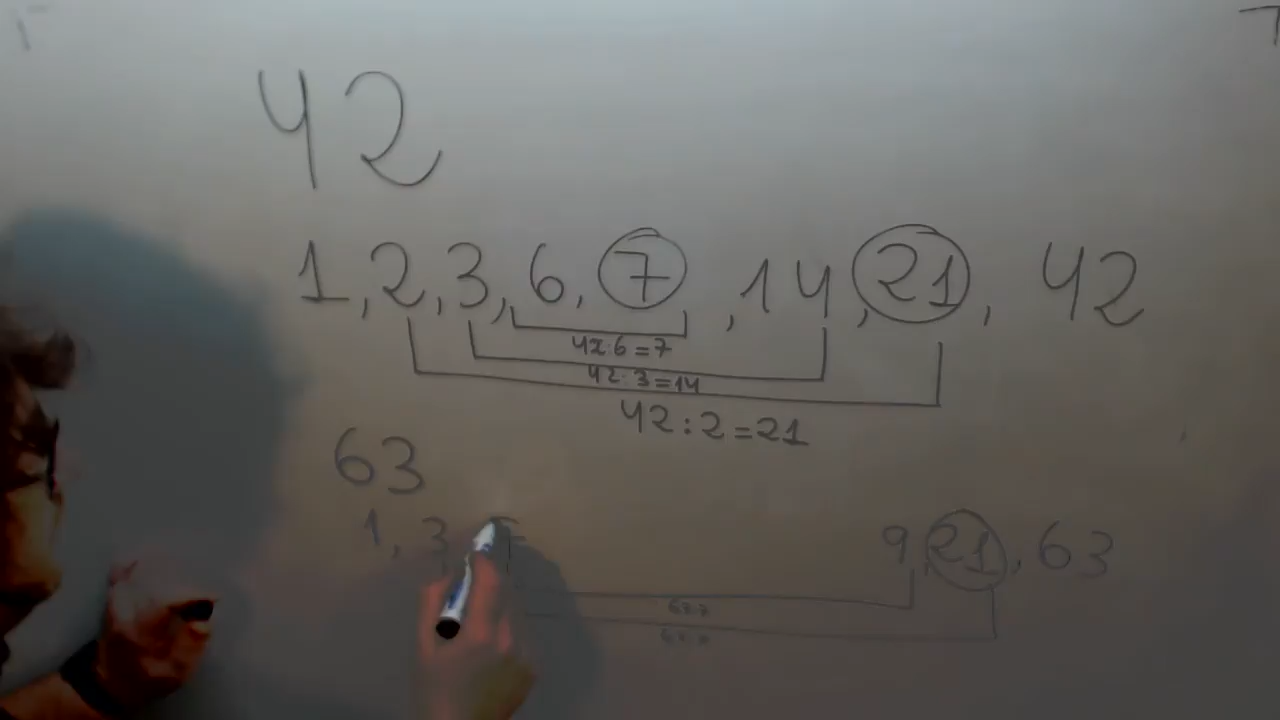 42
1, 2, 3, 6, 7, 14, 21, 42
42:6=7
42:3=14
42:2=21
63
1, 3, 7 9, 21, 63